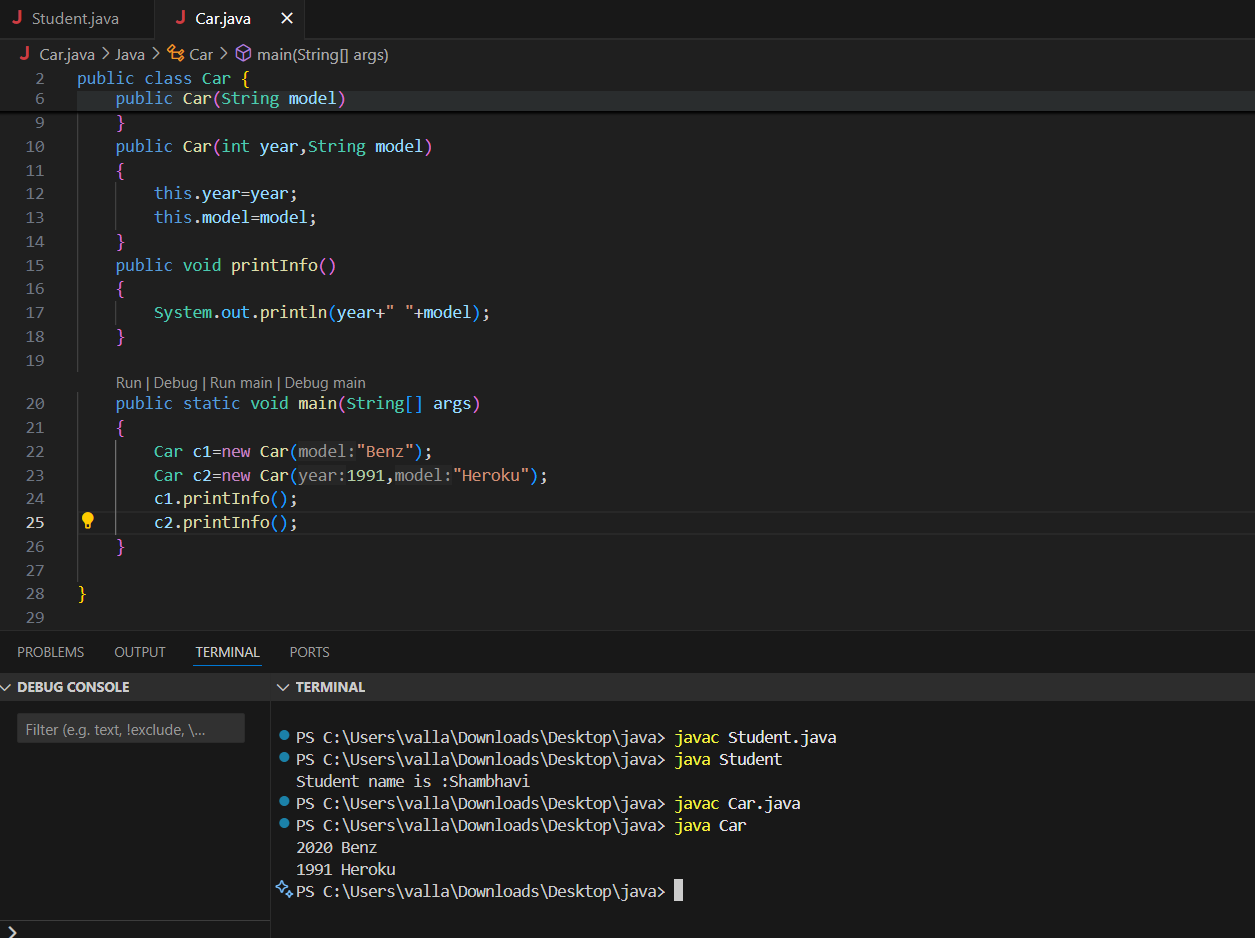 J Student.java J Car.java ×
J Car.java > Java > Car > main(String[] args)
2 public class Car {
6 public Car(String model)
9 }
10 public Car(int year,String model)
11 {
12 this.year=year;
13 this.model=model;
14 }
15 public void printInfo()
16 {
17 System.out.println(year+" "+model);
18 }
19
Run | Debug | Run main | Debug main
20 public static void main(String[] args)
21 {
22 Car c1=new Car(model:"Benz");
23 Car c2=new Car(year:1991,model:"Heroku");
24 c1.printInfo();
25 c2.printInfo();
26 }
27
28 }
29
PROBLEMS OUTPUT TERMINAL PORTS
DEBUG CONSOLE TERMINAL
Filter (e.g. text, !exclude, \...
PS C:\Users\valla\Downloads\Desktop\java> javac Student.java
PS C:\Users\valla\Downloads\Desktop\java> java Student
Student name is :Shambhavi
PS C:\Users\valla\Downloads\Desktop\java> javac Car.java
PS C:\Users\valla\Downloads\Desktop\java> java Car
2020 Benz
1991 Heroku
PS C:\Users\valla\Downloads\Desktop\java>
>